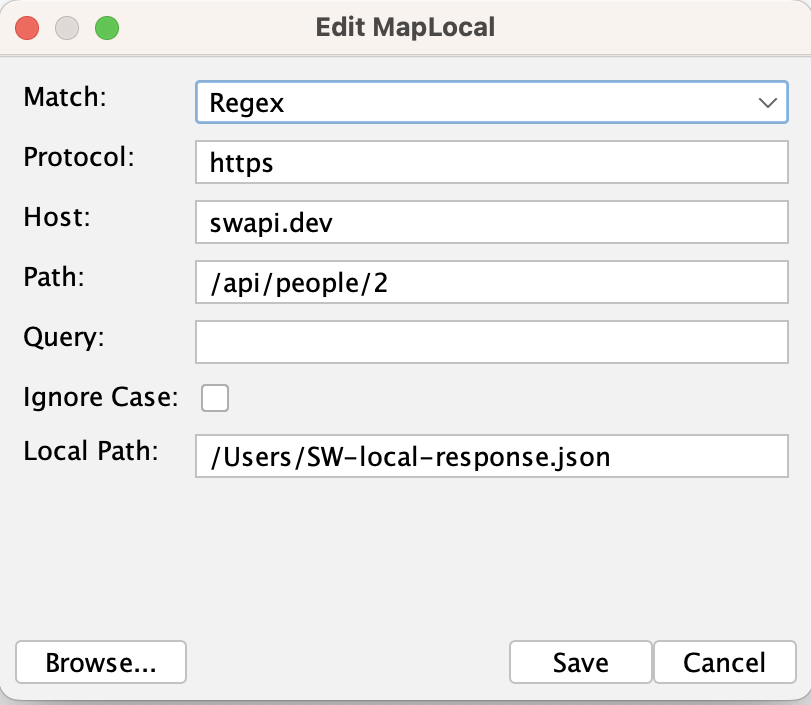 Edit MapLocal
Match: Regex
Protocol: https
Host: swapi.dev
Path: /api/people/2
Query:
Ignore Case:
Local Path: /Users/SW-local-response.json
Browse... Save Cancel